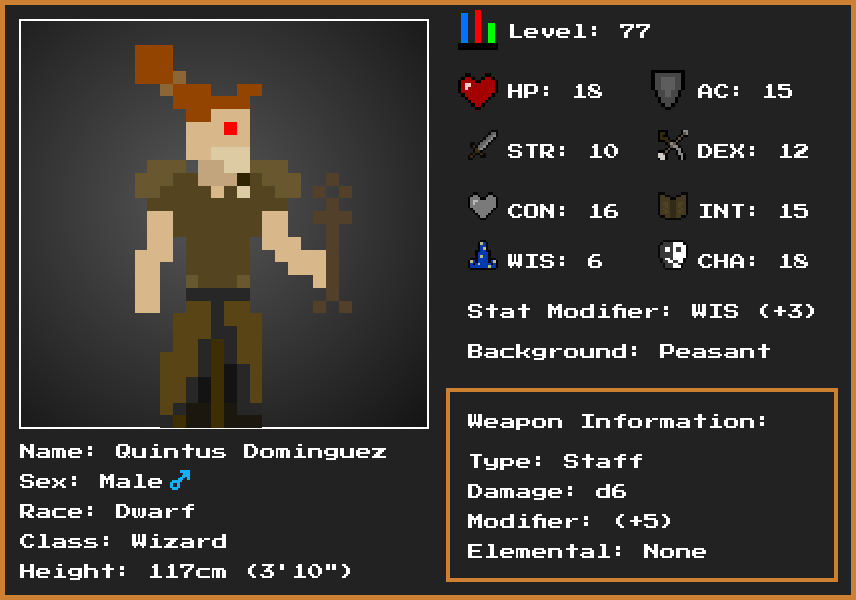 Level: 77
HP: 18
AC: 15
STR: 10
DEX: 12
CON: 16
INT: 15
WIS: 6
CHA: 18
Stat Modifier: WIS (+3)
Background: Peasant
Weapon Information:
Type: Staff
Damage: d6
Modifier: (+5)
Elemental: None
Name: Quintus Dominguez
Sex: Male♂
Race: Dwarf
Class: Wizard
Height: 117cm (3'10")